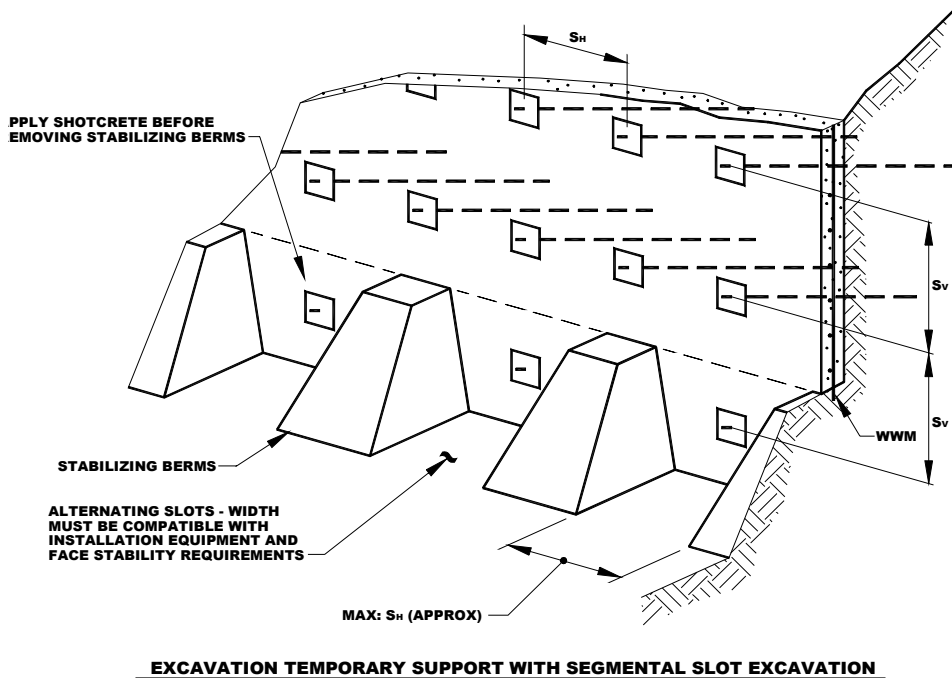 SH
PPLY SHOTCRETE BEFORE
EMOVING STABILIZING BERMS
SV
SV
WWM
STABILIZING BERMS
ALTERNATING SLOTS - WIDTH
MUST BE COMPATIBLE WITH
INSTALLATION EQUIPMENT AND
FACE STABILITY REQUIREMENTS
MAX: SH (APPROX)
EXCAVATION TEMPORARY SUPPORT WITH SEGMENTAL SLOT EXCAVATION